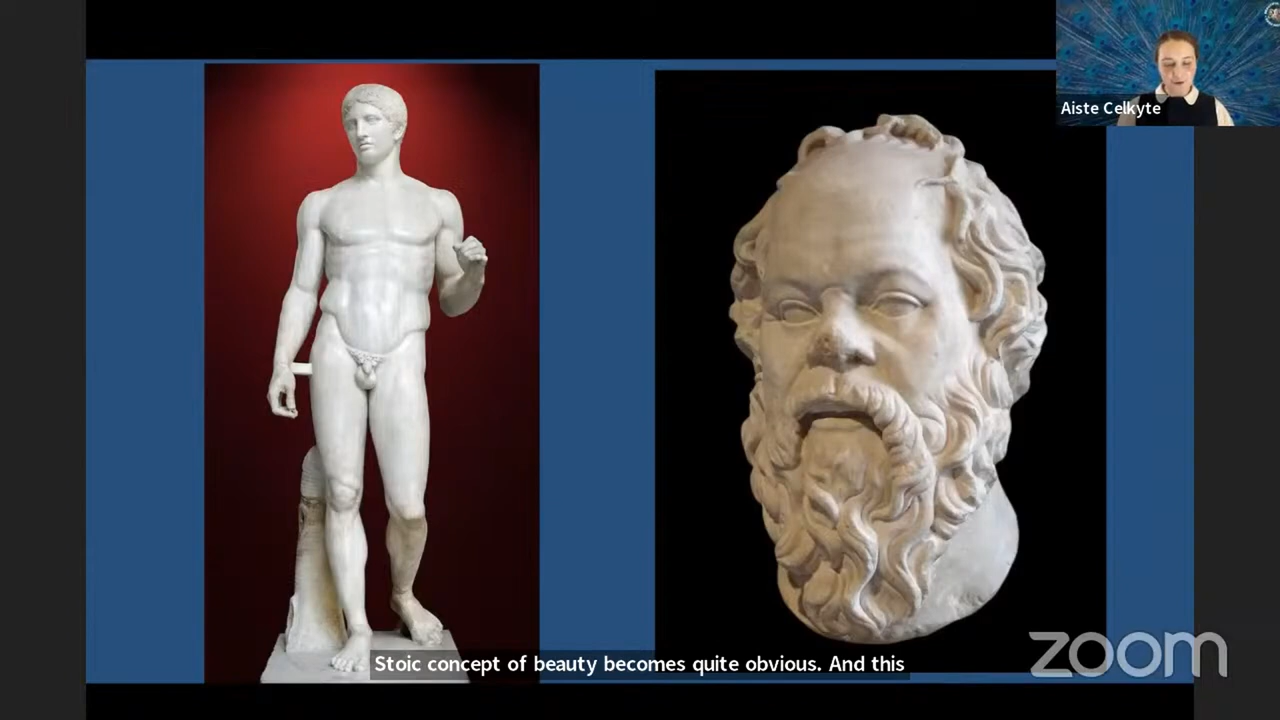 Aiste Celkyte
Stoic concept of beauty becomes quite obvious. And this
zoom